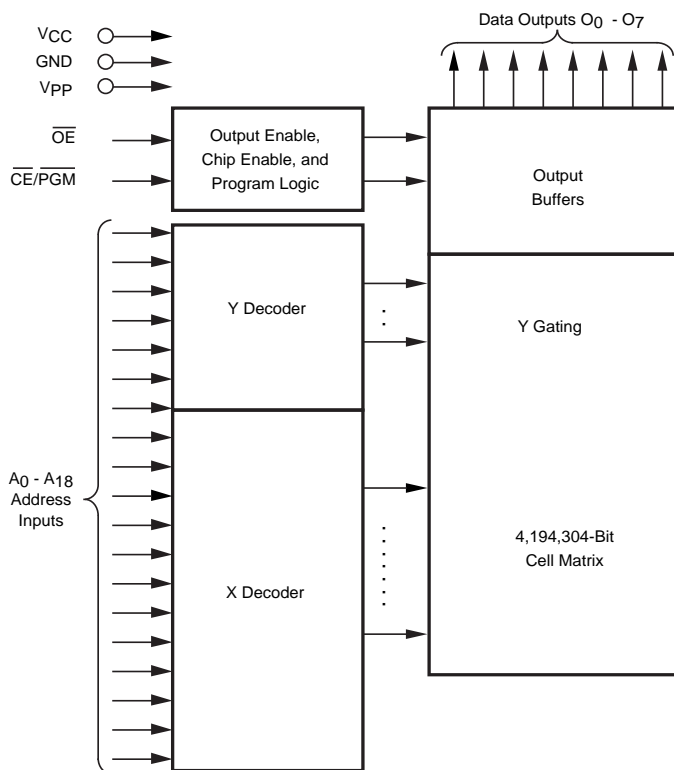 VCC
GND
VPP
OE
CE/PGM
Output Enable,
Chip Enable, and
Program Logic
Data Outputs O0 - O7
Output
Buffers
Y Decoder
Y Gating
A0 - A18
Address
Inputs
X Decoder
4,194,304-Bit
Cell Matrix